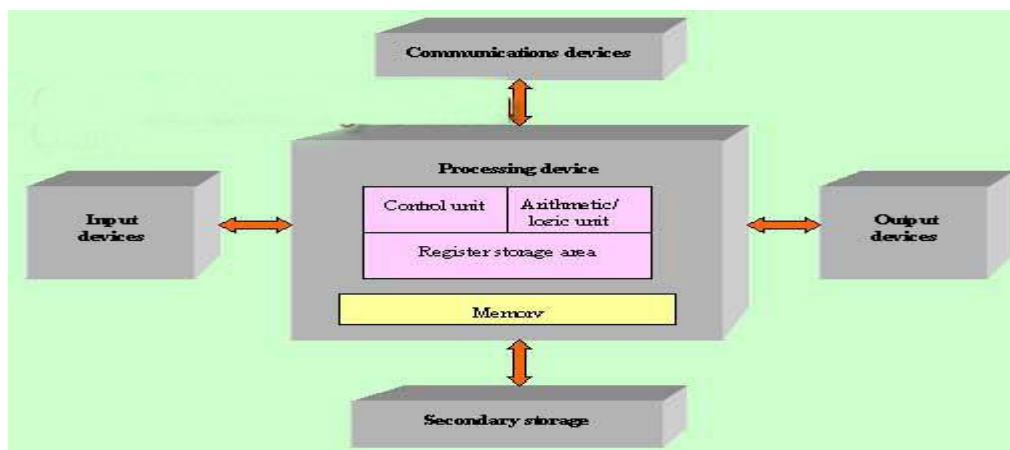 Communications devices
Processing device
Control unit
Arithmetic/
logic unit
Register storage area
Memory
Input
devices
Output
devices
Secondary storage